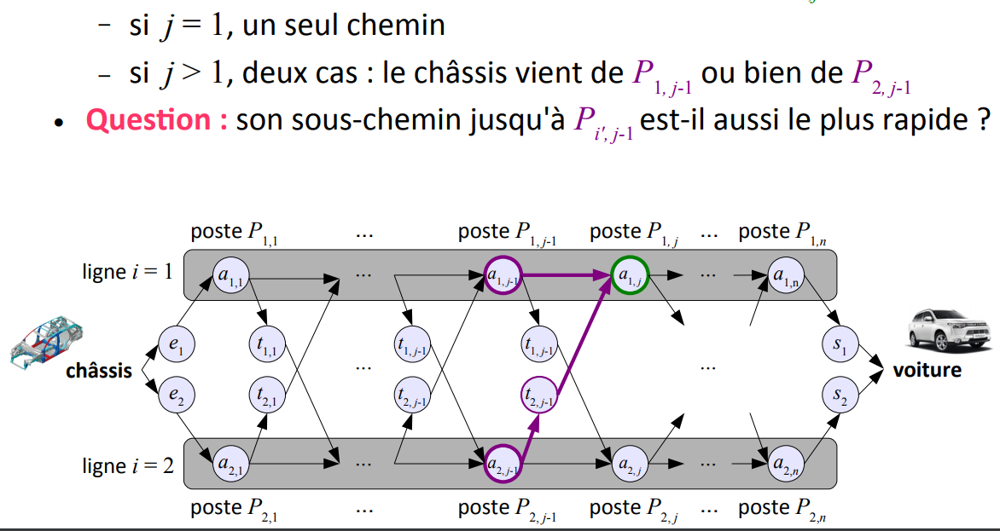 – si j = 1, un seul chemin
– si j > 1, deux cas : le châssis vient de P1, j-1 ou bien de P2, j-1
• Question : son sous-chemin jusqu'à Pi', j-1 est-il aussi le plus rapide ?
poste P1,1 ... poste P1,j-1 poste P1,j ... poste P1,n
ligne i = 1 a1,1 ... a1,j-1 a1,j ... a1,n
e1 t1,1 t1,j-1 t1,j-1 s1
châssis ... ... voiture
e2 t2,1 t2,j-1 t2,j-1 s2
ligne i = 2 a2,1 ... a2,j-1 a2,j ... a2,n
poste P2,1 ... poste P2,j-1 poste P2,j ... poste P2,n